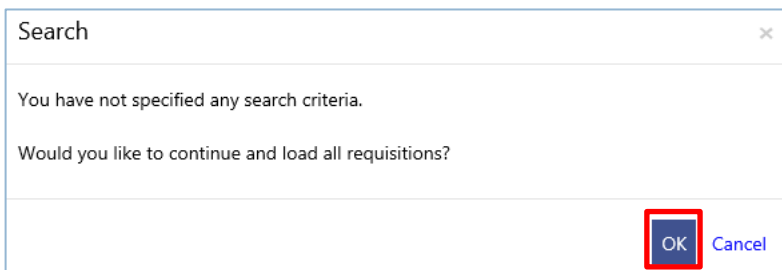 Search
×
You have not specified any search criteria.
Would you like to continue and load all requisitions?
OK Cancel